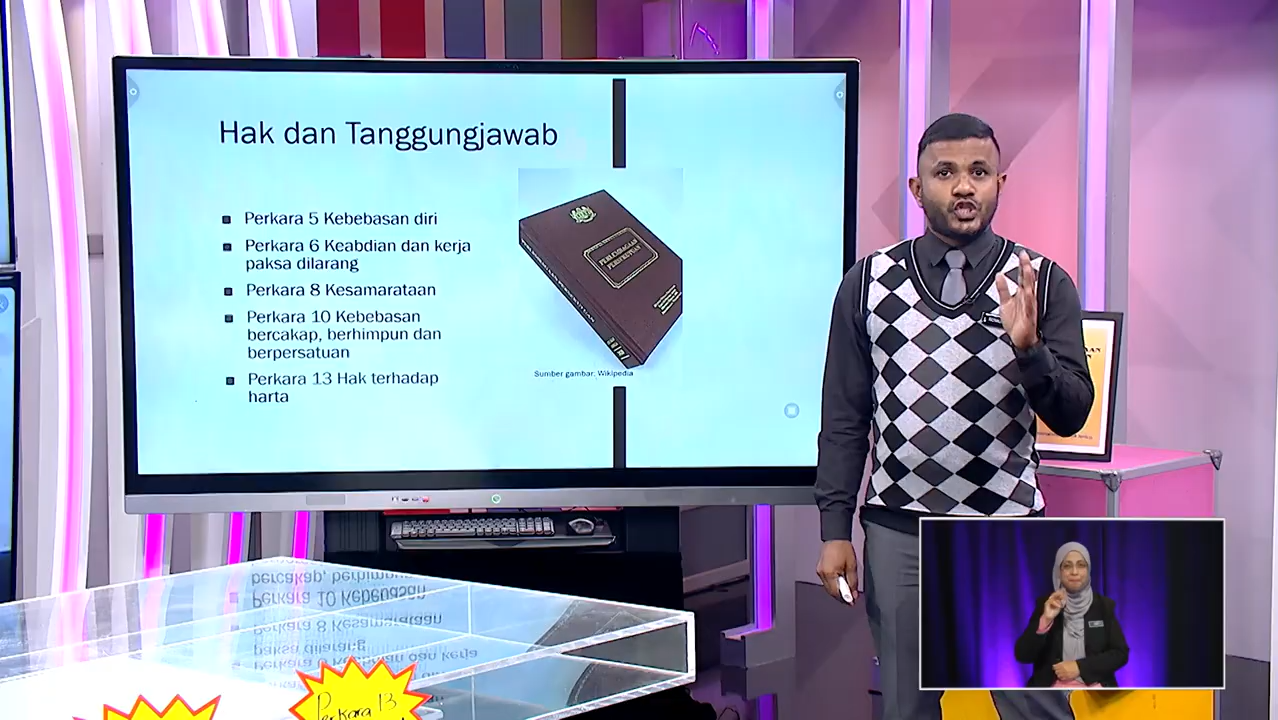 Hak dan Tanggungjawab
Perkara 5 Kebebasan diri
Perkara 6 Keabdian dan kerja
paksa dilarang
Perkara 8 Kesamarataan
Perkara 10 Kebebasan
bercakap, berhimpun dan
berpersatuan
Perkara 13 Hak terhadap
harta
PERLEMBAGAAN
PERSEKUTUAN
Sumber gambar: Wikipedia
Perkara 13